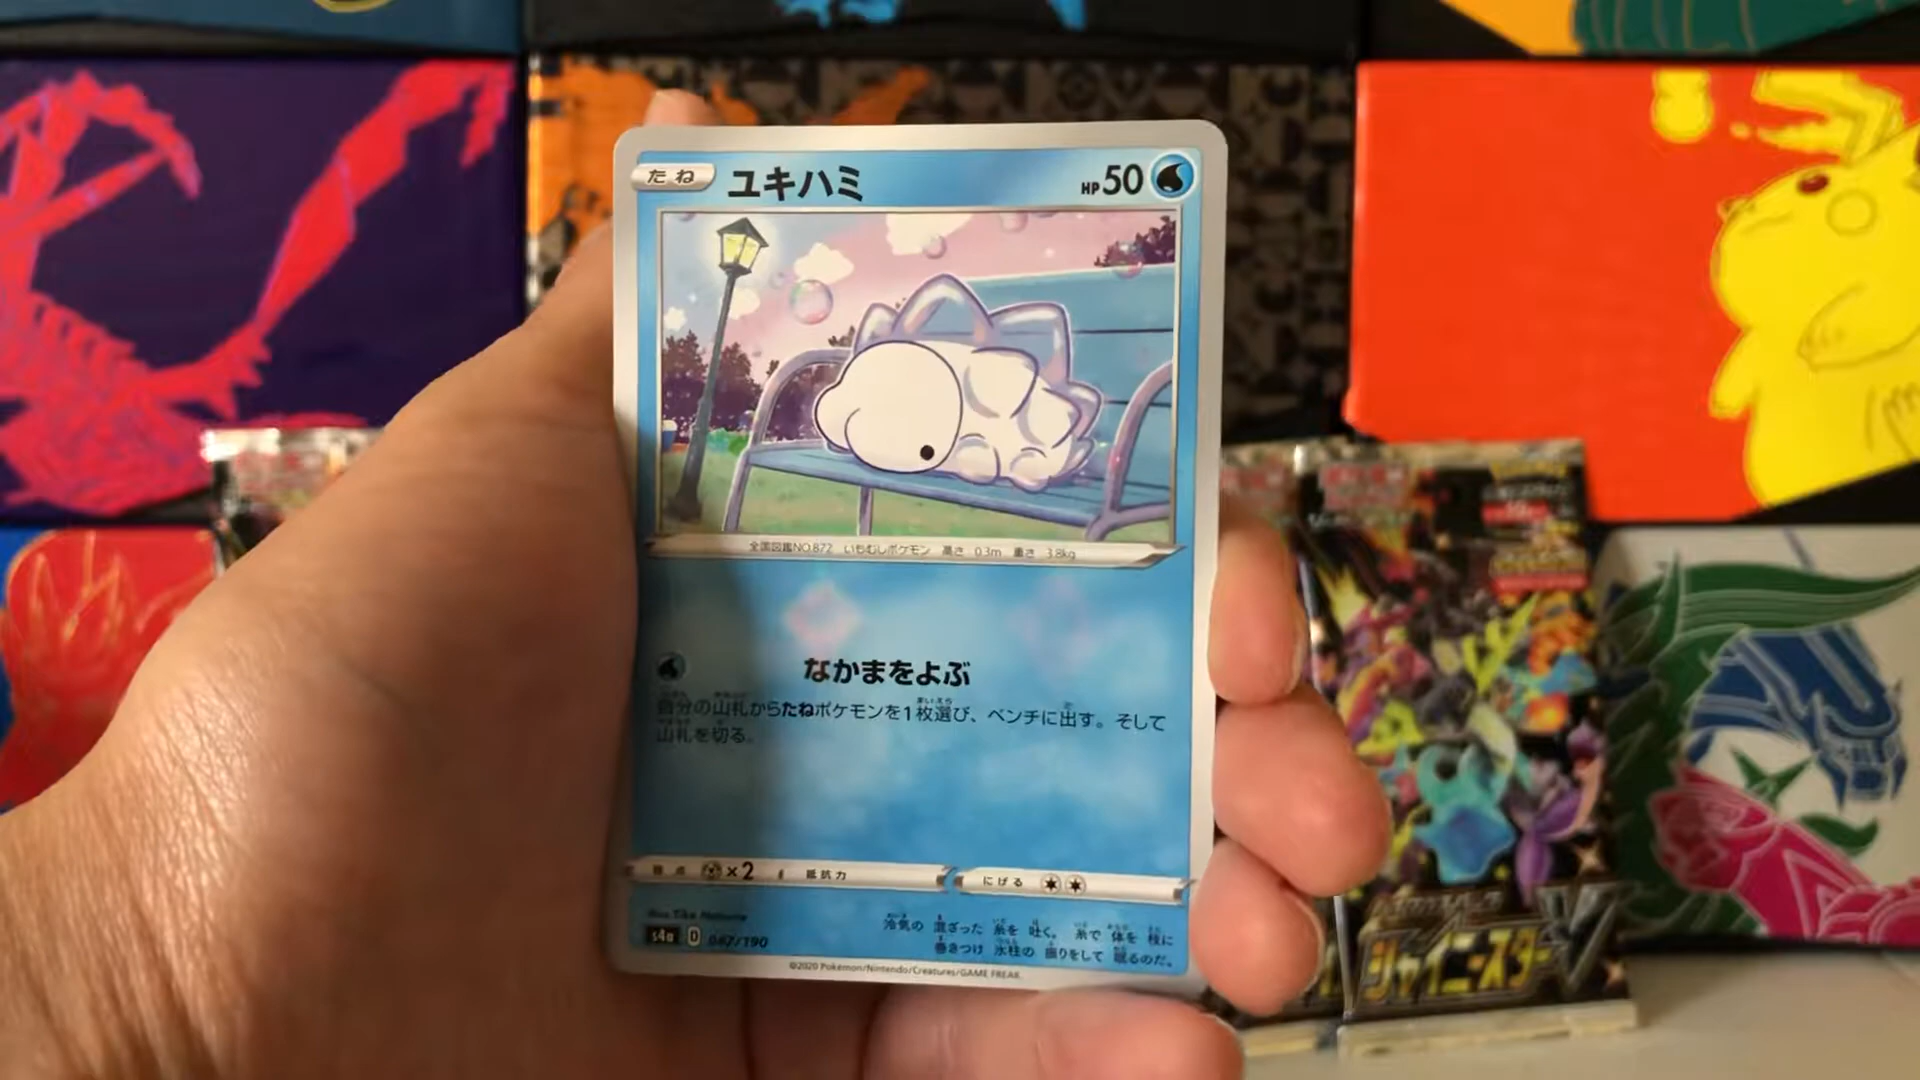 たね ユキハミ HP50
全国図鑑NO.872 いもむしポケモン 高さ 0.3m 重さ 3.8kg
なかまをよぶ
自分の山札からたねポケモンを1枚選び、ベンチに出す。そして
山札を切る。
弱点 ×2 抵抗力 にげる
冷気の 混ざった 糸を 吐く。 糸で 体を 枝に
巻きつけ 氷柱の 振りをして 眠るのだ。
s4a D /190
©2020 Pokémon/Nintendo/Creatures/GAME FREAK
シャイニースターV